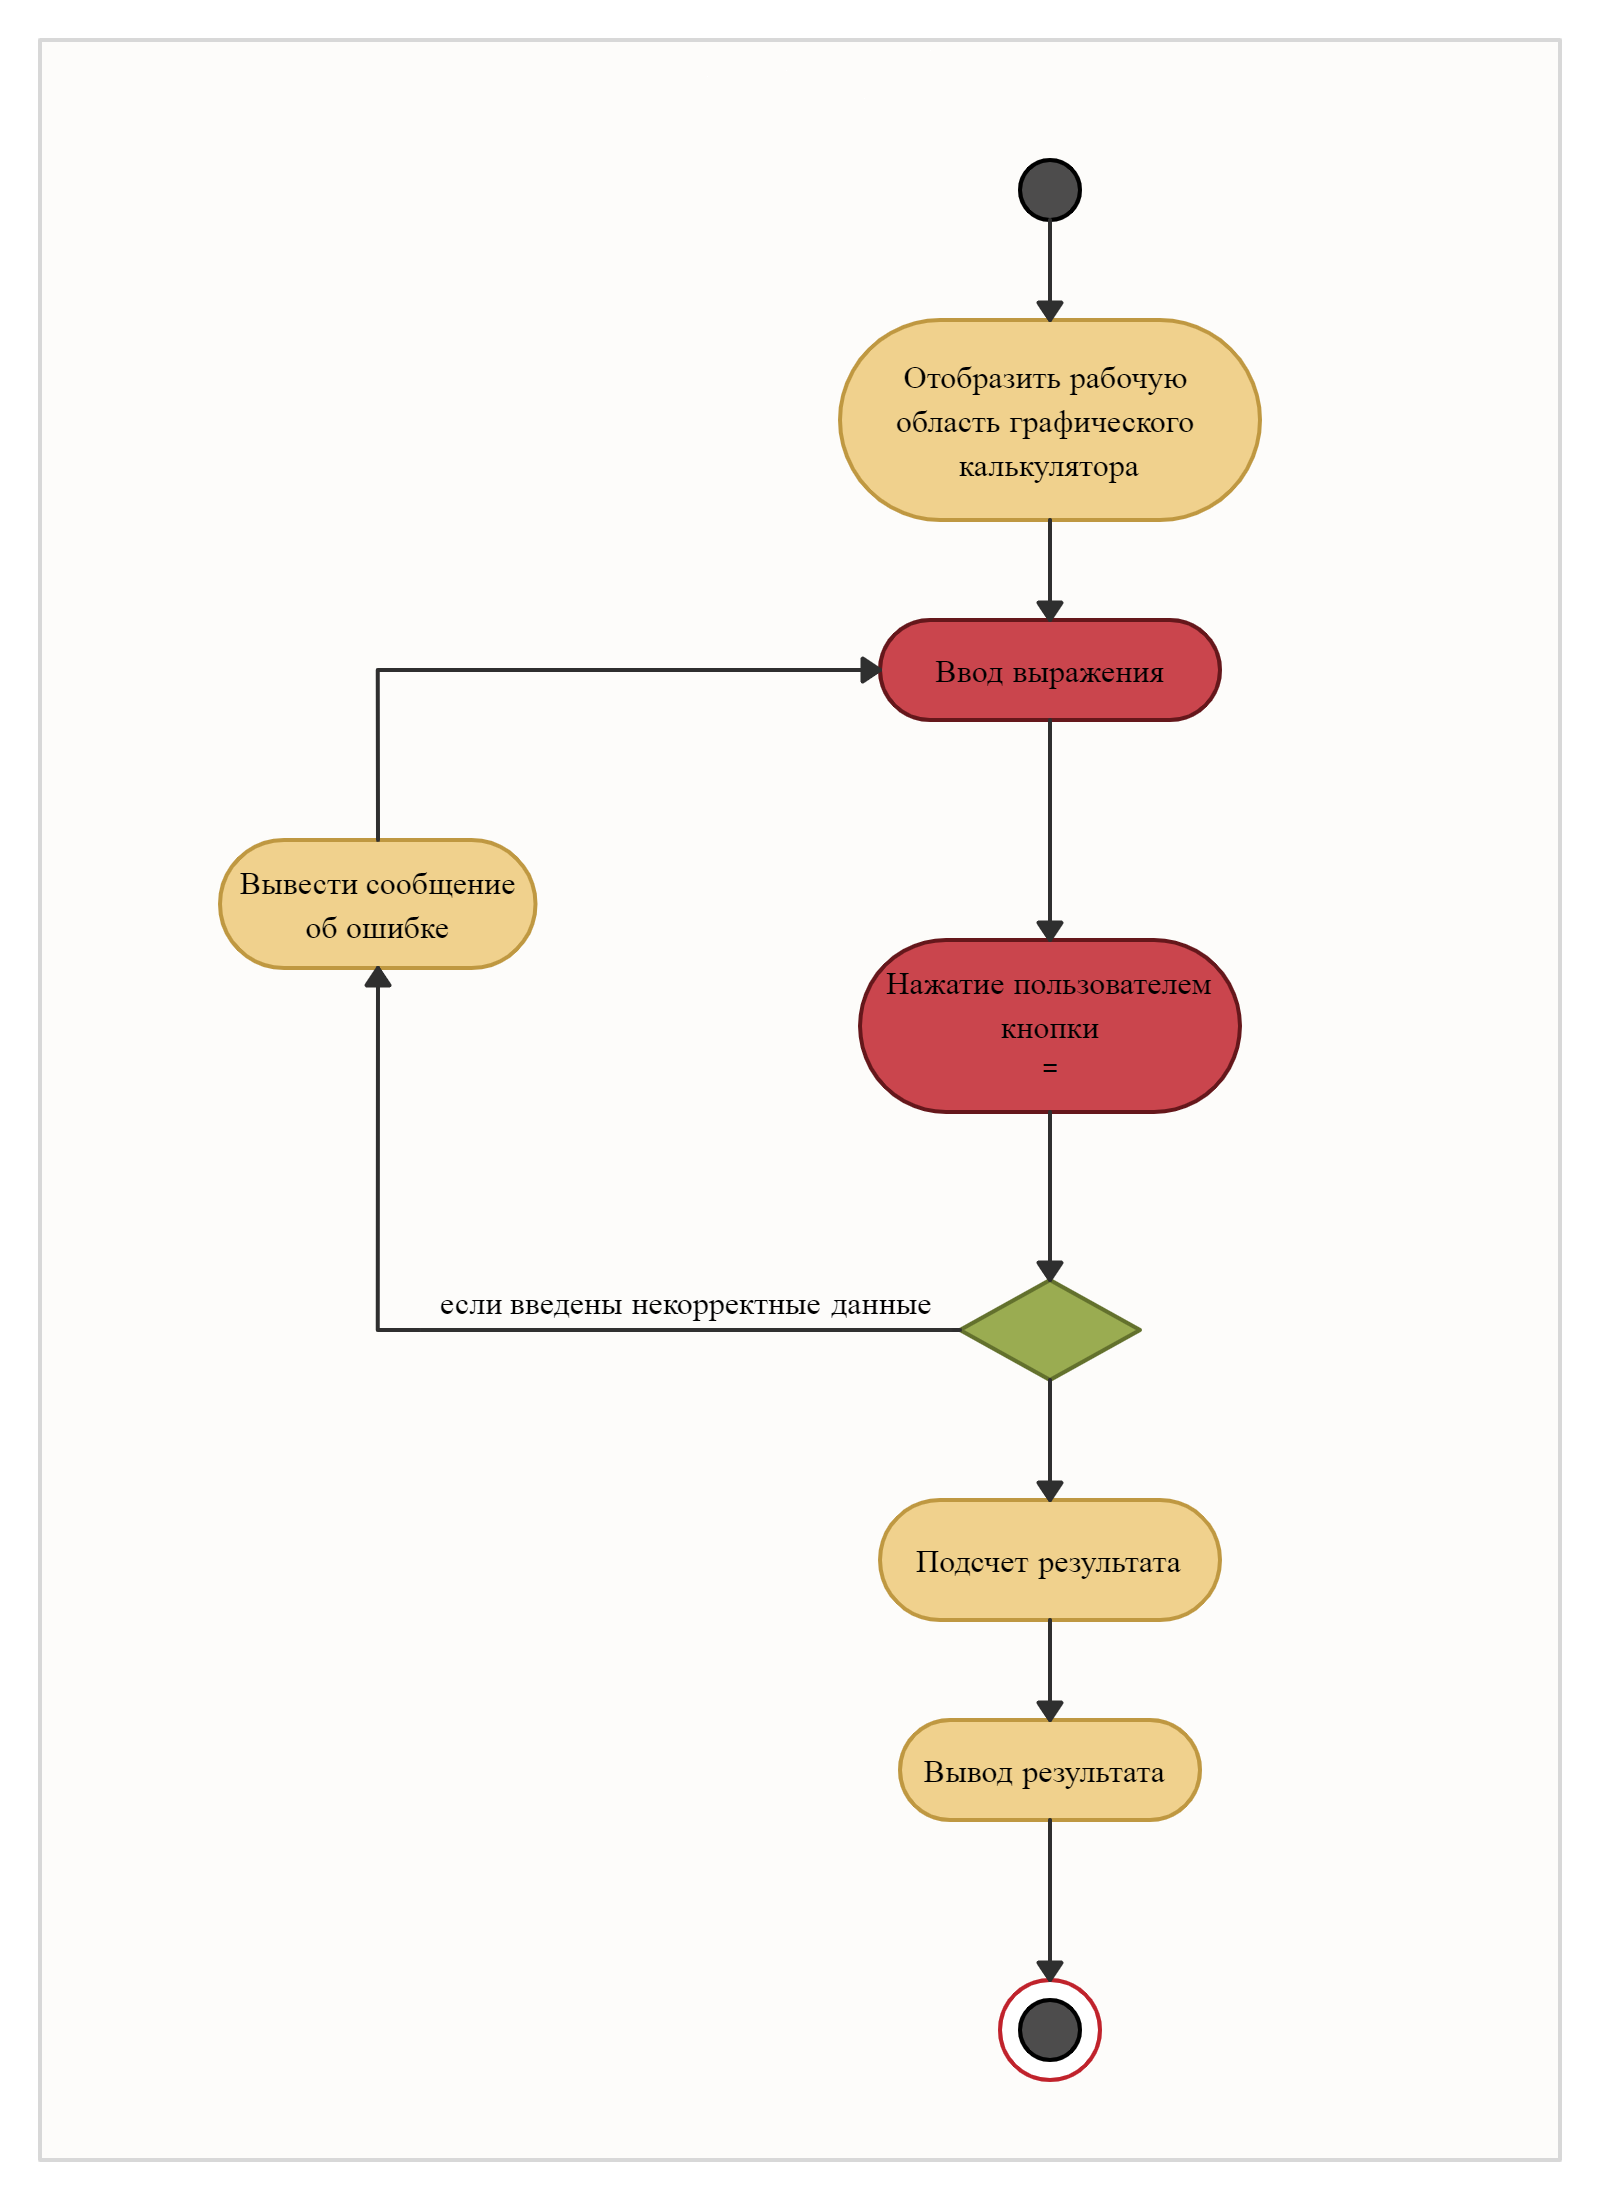 Отобразить рабочую
область графического
калькулятора
Ввод выражения
Вывести сообщение
об ошибке
Нажатие пользователем
кнопки
=
если введены некорректные данные
Подсчет результата
Вывод результата